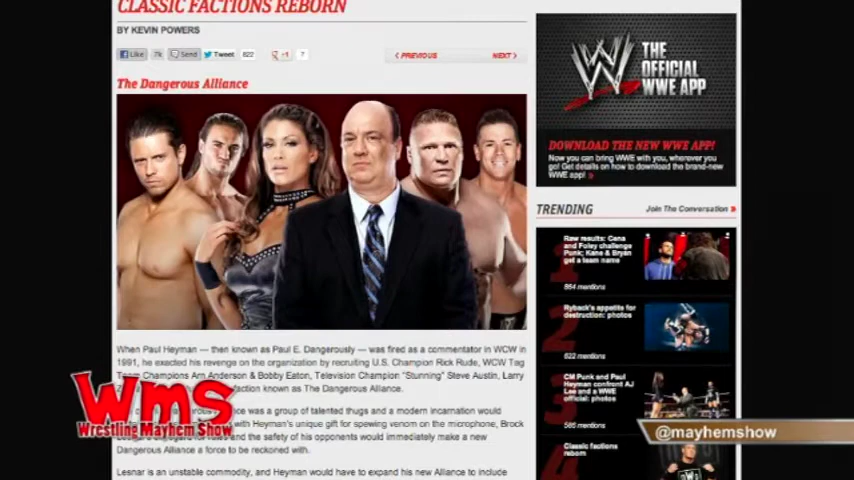 CLASSIC FACTIONS REBORN
BY KEVIN POWERS
Like 7k Send Tweet 822 +1 7
PREVIOUS NEXT
The Dangerous Alliance
When Paul Heyman — then known as Paul E. Dangerously — was fired as a commentator in WCW in
1991, he exacted his revenge on the organization by recruiting U.S. Champion Rick Rude, WCW Tag
Team Champions Arn Anderson & Bobby Eaton, Television Champion "Stunning" Steve Austin, Larry
faction known as The Dangerous Alliance.
was a group of talented thugs and a modern incarnation would
with Heyman's unique gift for spewing venom on the microphone, Brock
and the safety of his opponents would immediately make a new
Dangerous Alliance a force to be reckoned with.
Lesnar is an unstable commodity, and Heyman would have to expand his new Alliance to include
W
THE
OFFICIAL
WWE APP
DOWNLOAD THE NEW WWE APP!
Now you can bring WWE with you, wherever you
go! Get details on how to download the brand-new
WWE app!
TRENDING Join The Conversation
1
Raw results: Cena
and Foley challenge
Punk; Kane & Bryan
get a team name
864 mentions
2
Ryback's appetite for
destruction: photos
622 mentions
3
CM Punk and Paul
Heyman confront AJ
Lee and a WWE
official: photos
585 mentions
4
Classic factions
reborn
wms
Wrestling Mayhem Show
@mayhemshow